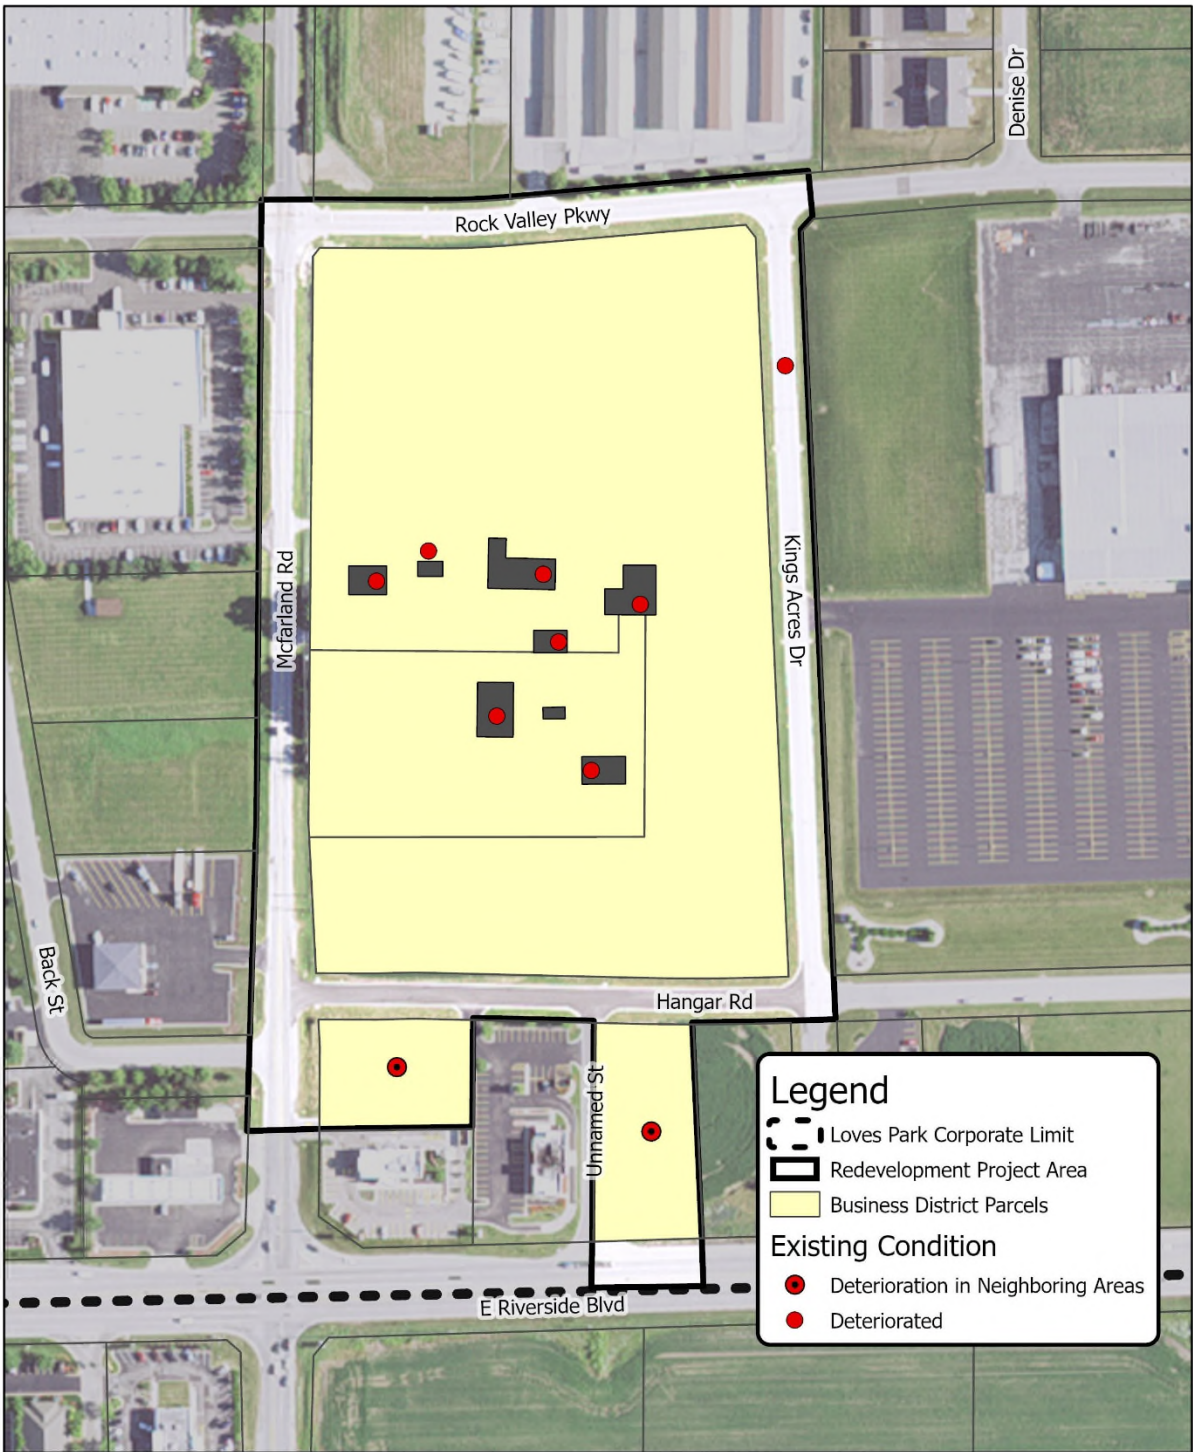 Denise Dr
Rock Valley Pkwy
Mcfarland Rd
Kings Acres Dr
Back St
Hangar Rd
Unnamed St
E Riverside Blvd
Legend
Loves Park Corporate Limit
Redevelopment Project Area
Business District Parcels
Existing Condition
Deterioration in Neighboring Areas
Deteriorated